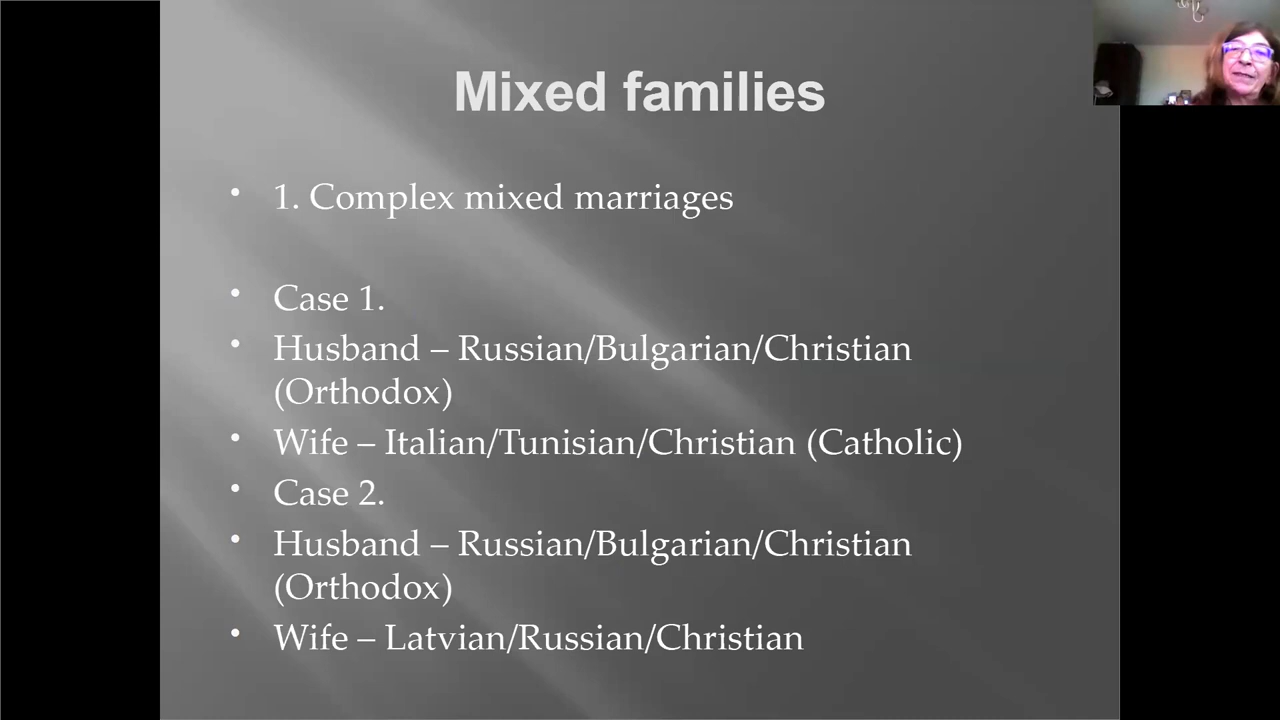 Mixed families
• 1. Complex mixed marriages
• Case 1.
• Husband – Russian/Bulgarian/Christian
(Orthodox)
• Wife – Italian/Tunisian/Christian (Catholic)
• Case 2.
• Husband – Russian/Bulgarian/Christian
(Orthodox)
• Wife – Latvian/Russian/Christian